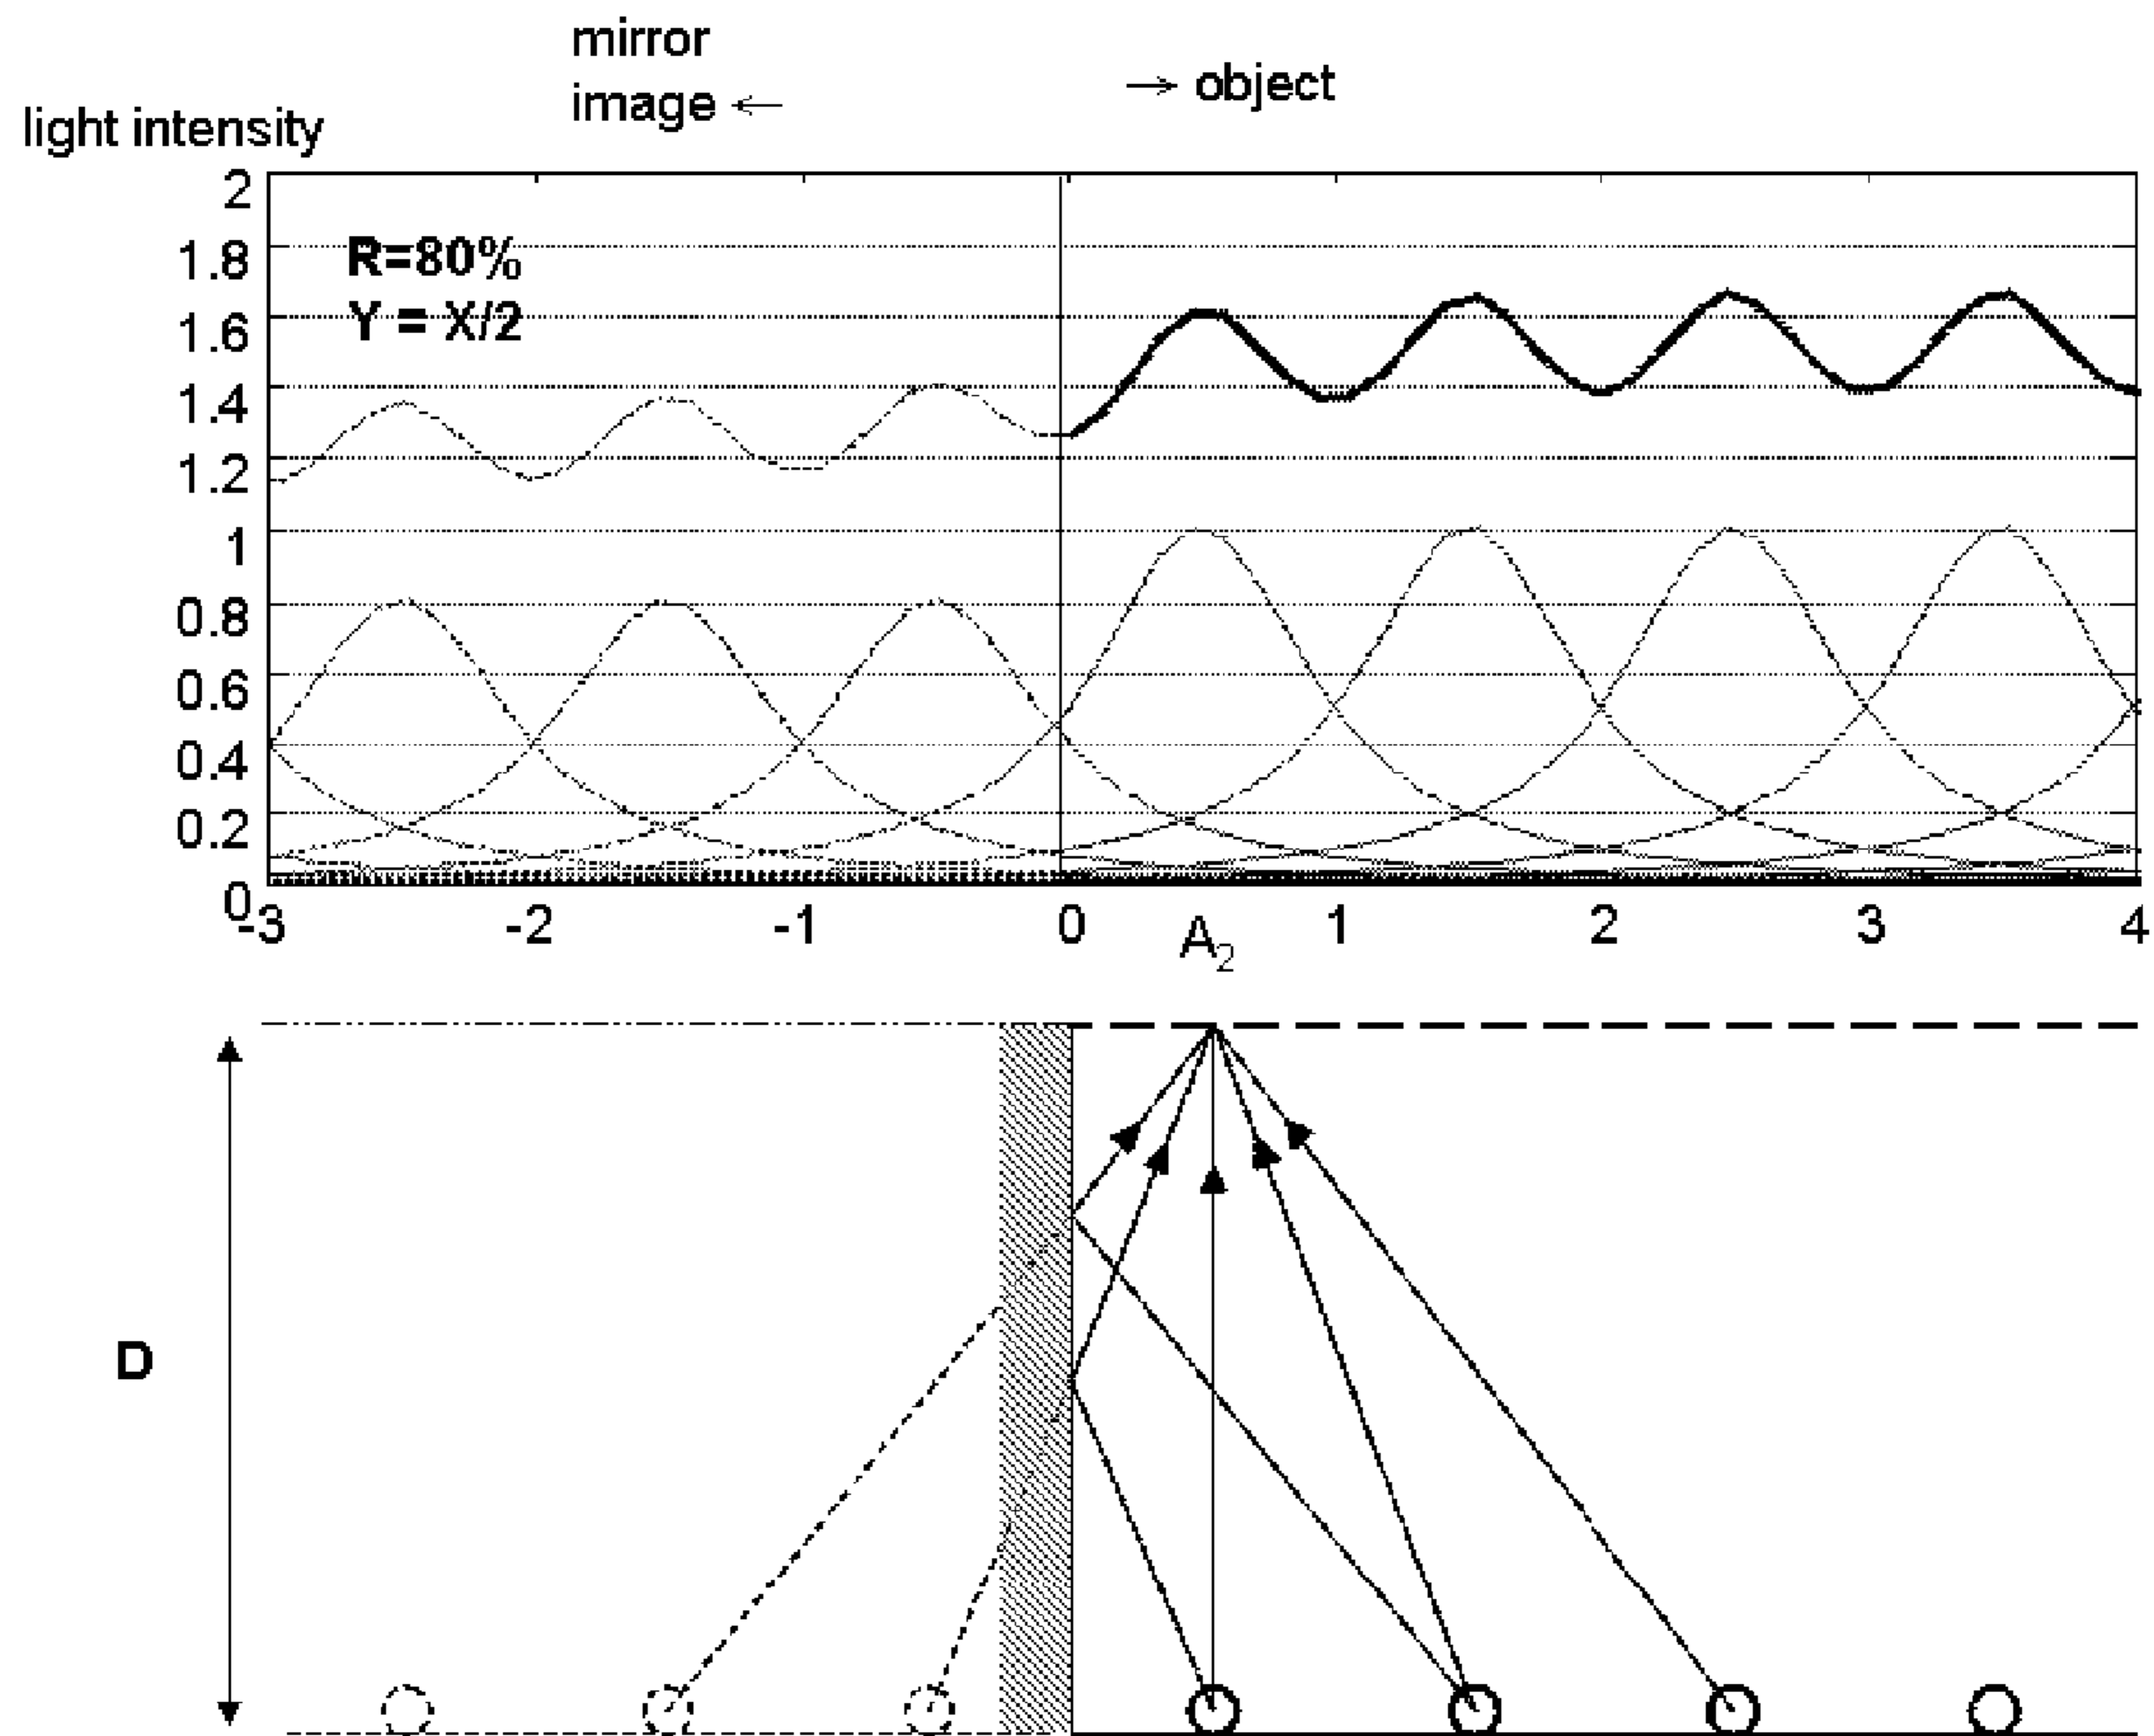 mirror
image ← → object
light intensity
2
1.8
1.6
1.4
1.2
1
0.8
0.6
0.4
0.2
0
R=80%
Y = X/2
-3 -2 -1 0 A₂ 1 2 3 4
D